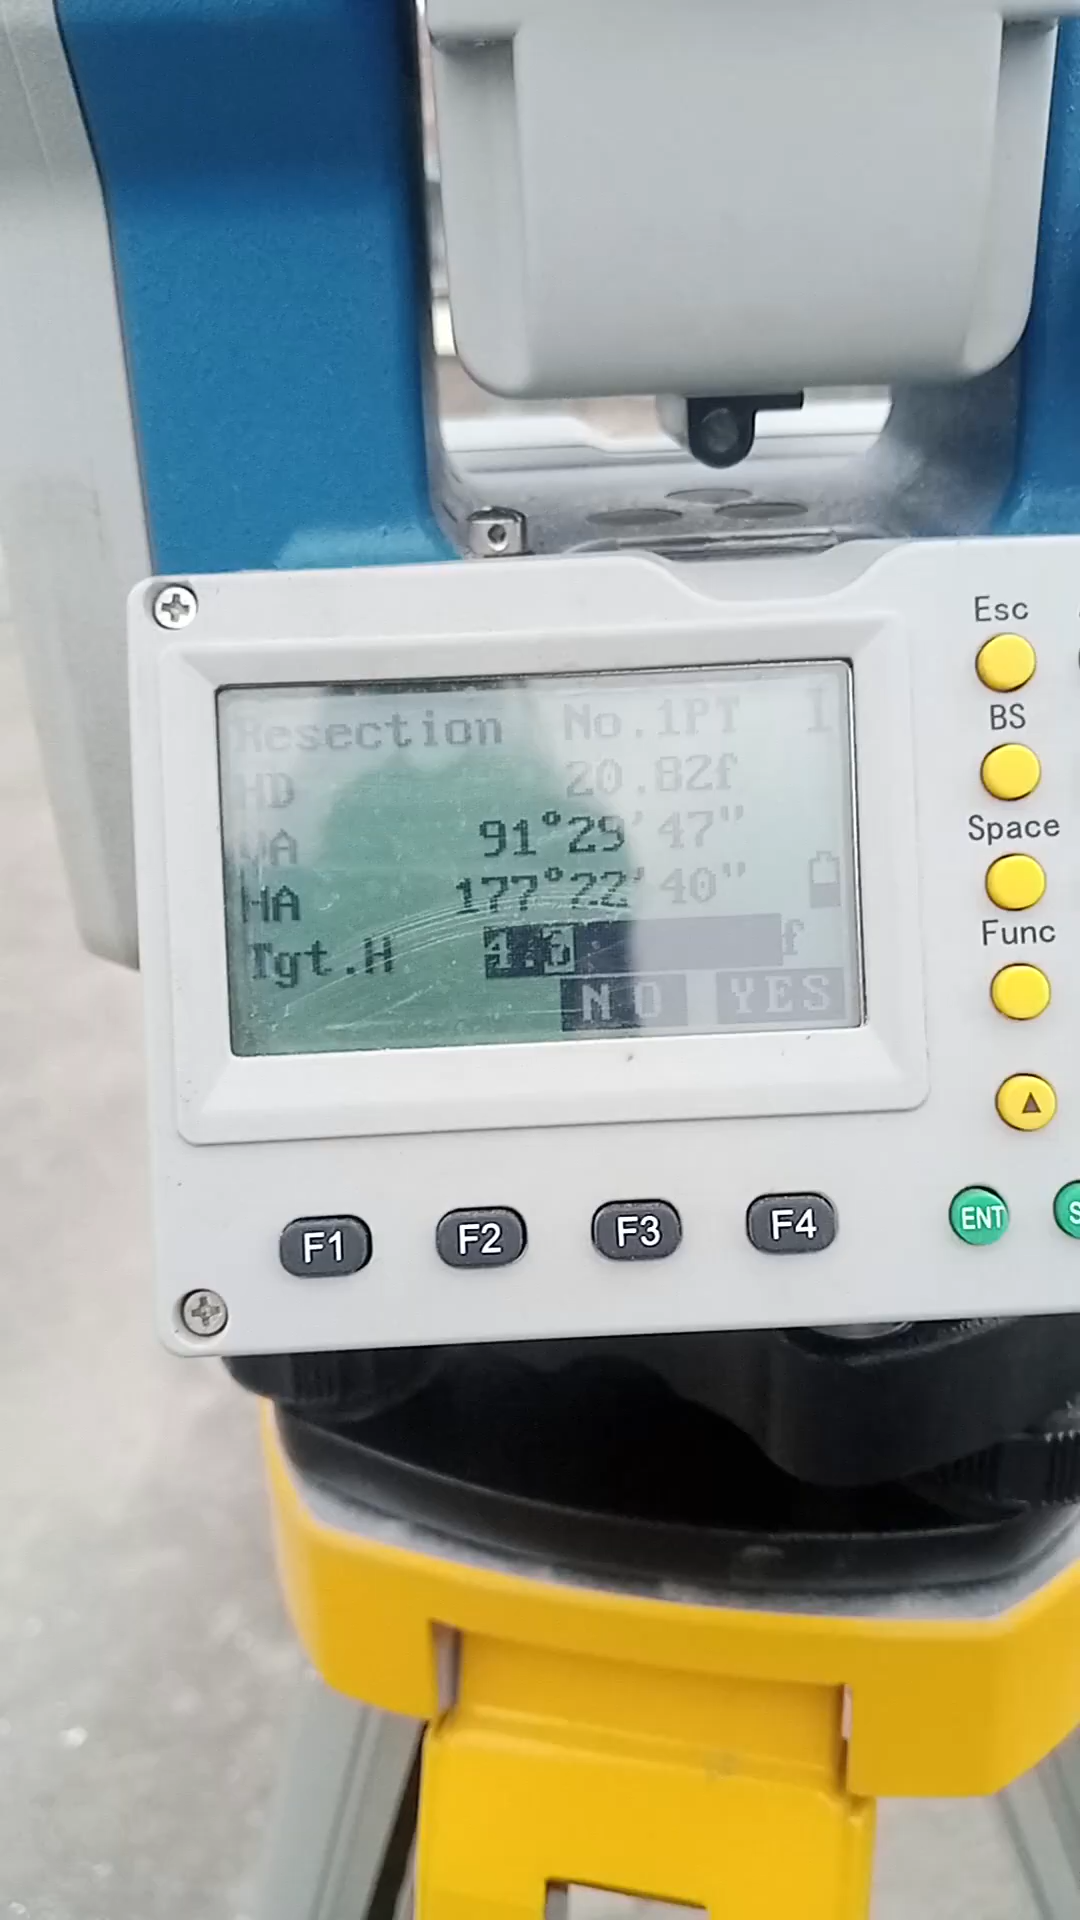 Resection No.1PT I
HD 20.82f
VA 91°29'47"
HA 177°22'40"
Tgt.H 1.6 f
NO YES
Esc
BS
Space
Func
▲
F1 F2 F3 F4 ENT